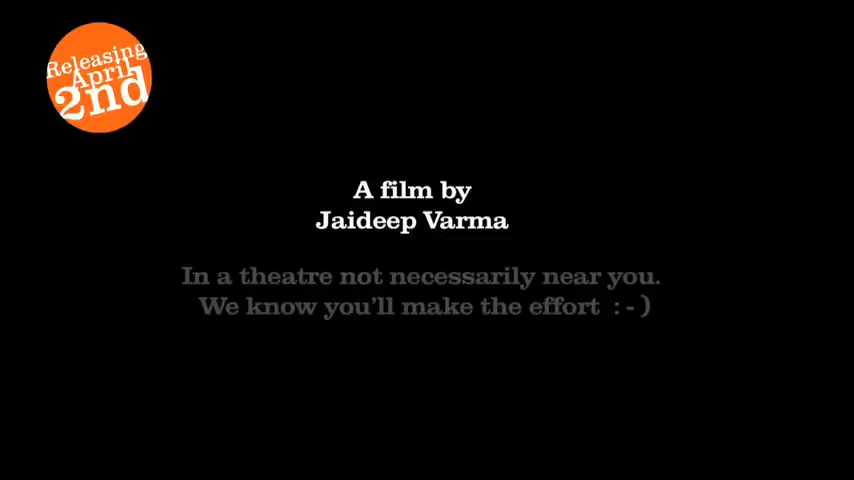 Releasing
April
2nd
A film by
Jaideep Varma
In a theatre not necessarily near you.
We know you'll make the effort :-)